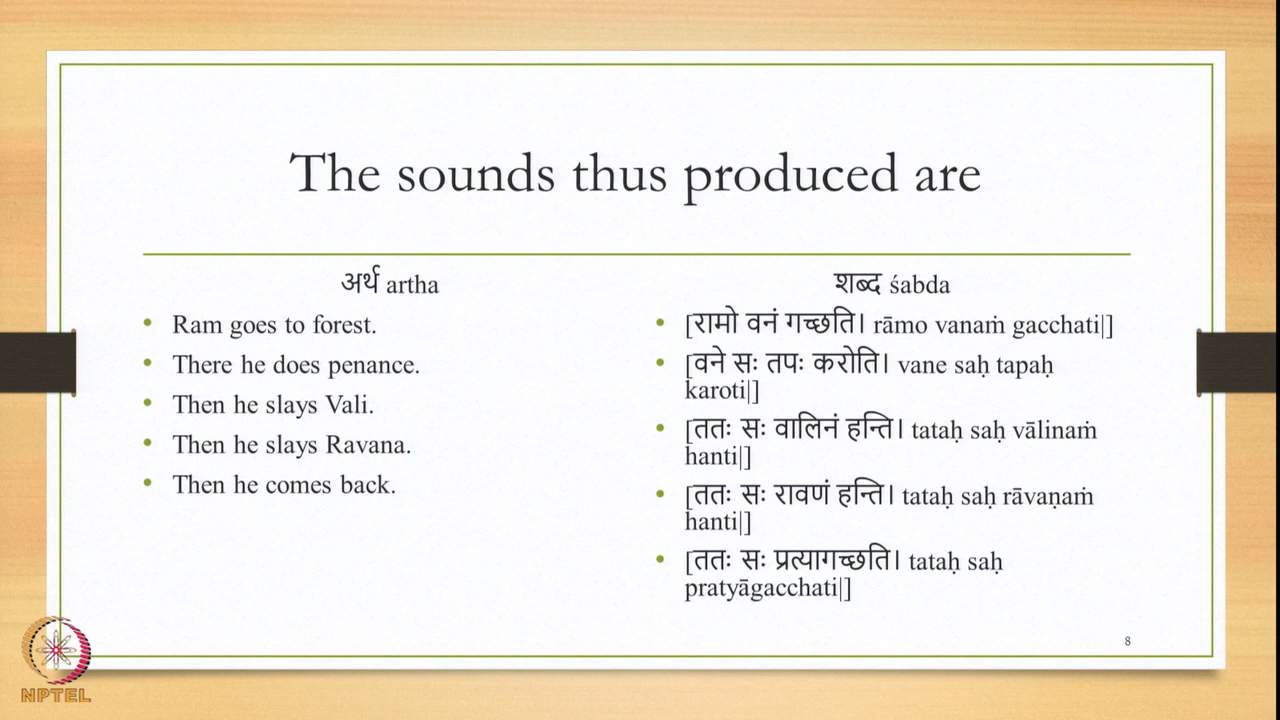 The sounds thus produced are
अर्थ artha
• Ram goes to forest.
• There he does penance.
• Then he slays Vali.
• Then he slays Ravana.
• Then he comes back.
शब्द śabda
• [रामो वनं गच्छति। rāmo vanaṁ gacchati|]
• [वने सः तपः करोति। vane saḥ tapaḥ
karoti|]
• [ततः सः वालिनं हन्ति। tataḥ saḥ vālinaṁ
hanti|]
• [ततः सः रावणं हन्ति। tataḥ saḥ rāvaṇaṁ
hanti|]
• [ततः सः प्रत्यागच्छति। tataḥ saḥ
pratyāgacchati|]
8
NPTEL